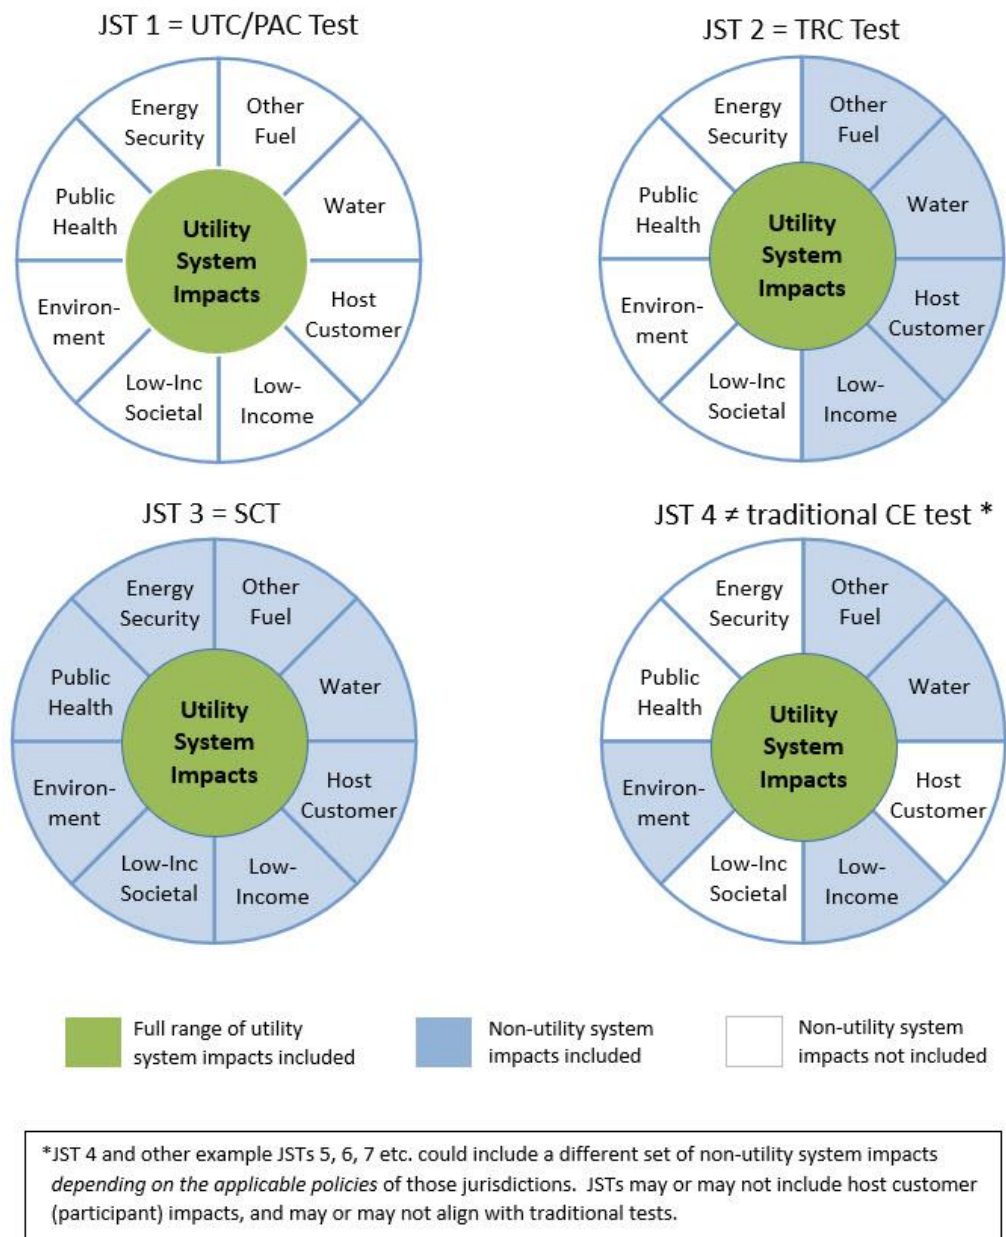 JST 1 = UTC/PAC Test
Energy
Security
Other
Fuel
Public
Health
Water
Utility
System
Impacts
Environ-
ment
Host
Customer
Low-Inc
Societal
Low-
Income
JST 2 = TRC Test
Energy
Security
Other
Fuel
Public
Health
Water
Utility
System
Impacts
Environ-
ment
Host
Customer
Low-Inc
Societal
Low-
Income
JST 3 = SCT
Energy
Security
Other
Fuel
Public
Health
Water
Utility
System
Impacts
Environ-
ment
Host
Customer
Low-Inc
Societal
Low-
Income
JST 4 ≠ traditional CE test *
Energy
Security
Other
Fuel
Public
Health
Water
Utility
System
Impacts
Environ-
ment
Host
Customer
Low-Inc
Societal
Low-
Income
Full range of utility
system impacts included
Non-utility system
impacts included
Non-utility system
impacts not included
*JST 4 and other example JSTs 5, 6, 7 etc. could include a different set of non-utility system impacts
depending on the applicable policies of those jurisdictions. JSTs may or may not include host customer
(participant) impacts, and may or may not align with traditional tests.